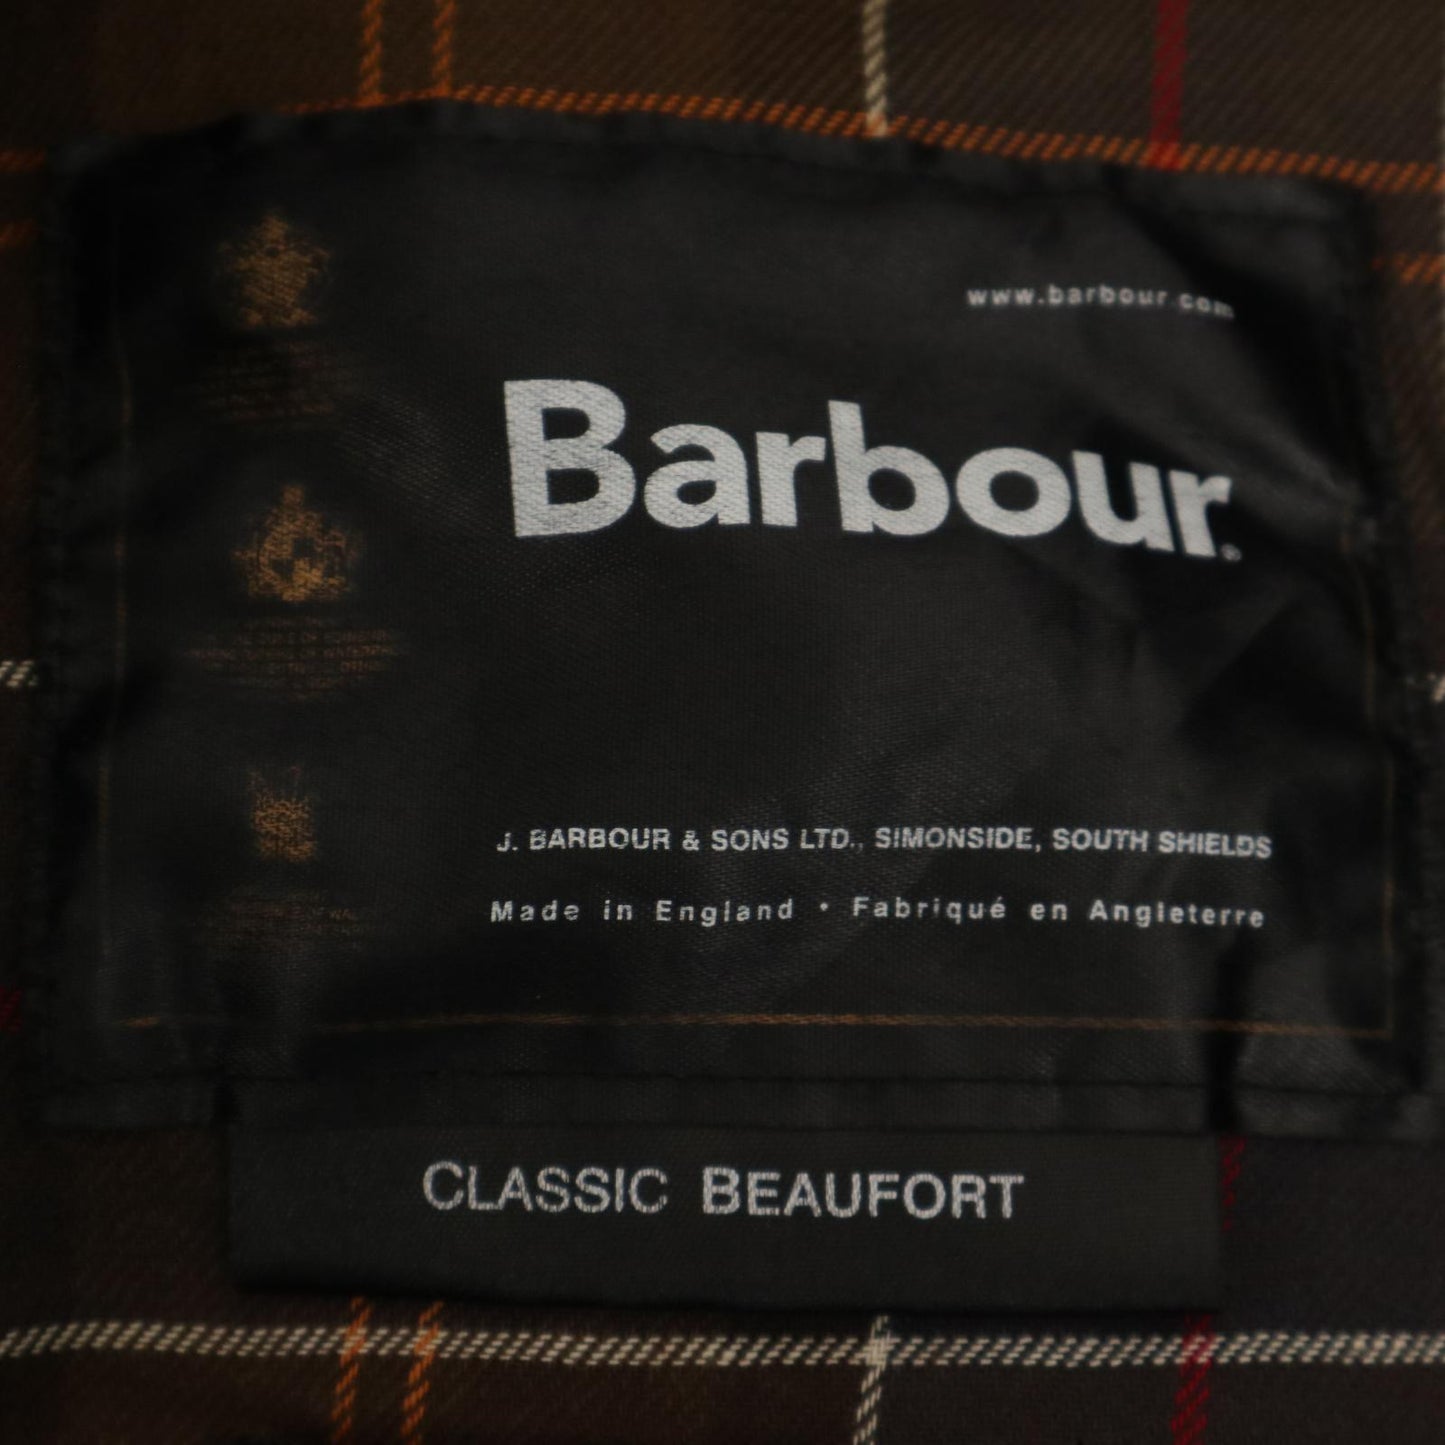 www.barbour.com
Barbour.
J. BARBOUR & SONS LTD., SIMONSIDE, SOUTH SHIELDS
Made in England • Fabriqué en Angleterre
CLASSIC BEAUFORT